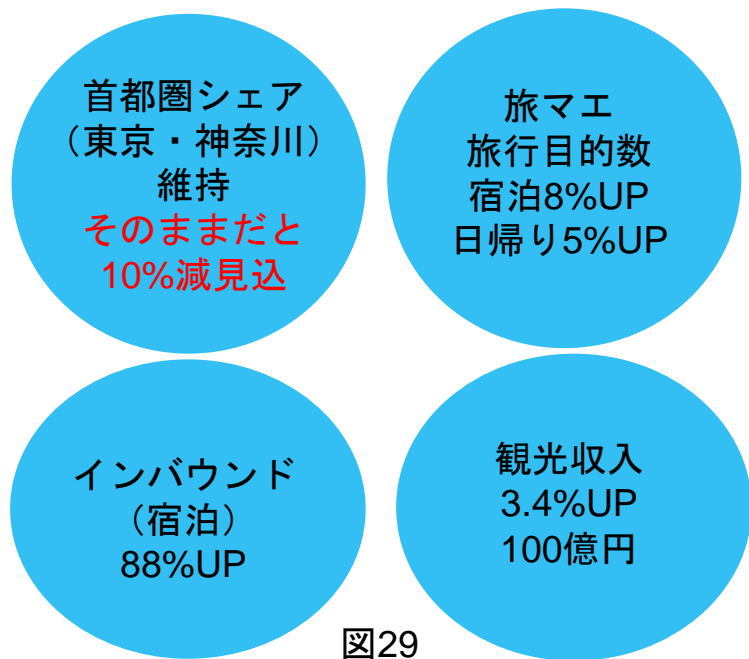 首都圏シェア
（東京・神奈川）
維持
そのままだと
10%減見込
旅マエ
旅行目的数
宿泊8%UP
日帰り5%UP
インバウンド
（宿泊）
88%UP
観光収入
3.4%UP
100億円
図29